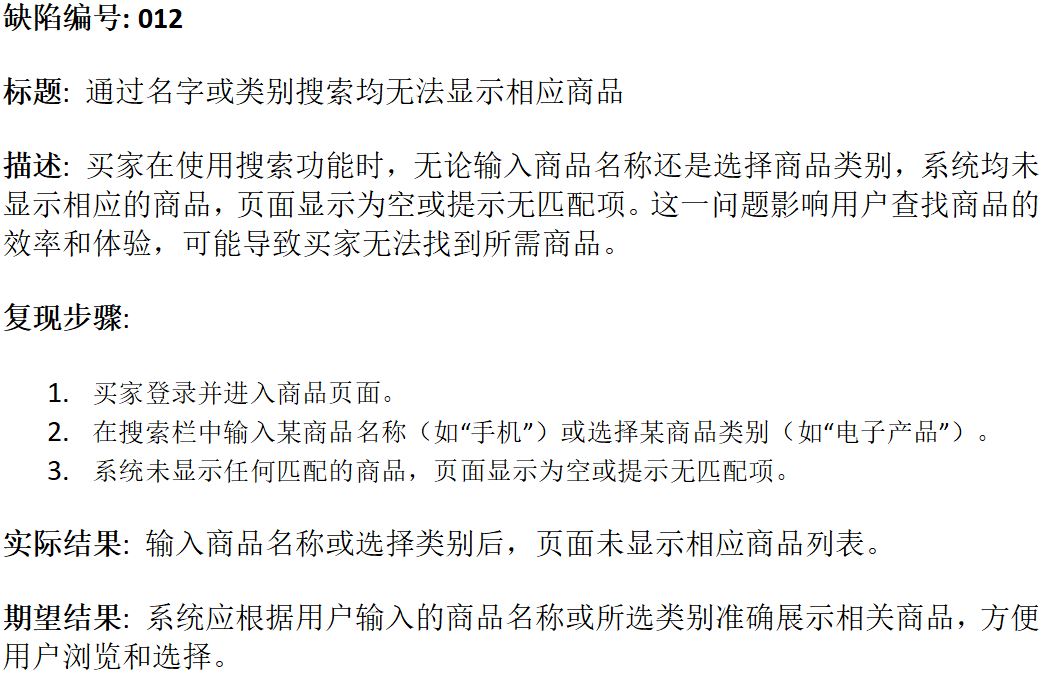 缺陷编号: 012
标题: 通过名字或类别搜索均无法显示相应商品
描述: 买家在使用搜索功能时，无论输入商品名称还是选择商品类别，系统均未
显示相应的商品，页面显示为空或提示无匹配项。这一问题影响用户查找商品的
效率和体验，可能导致买家无法找到所需商品。
复现步骤:
1. 买家登录并进入商品页面。
2. 在搜索栏中输入某商品名称（如“手机”）或选择某商品类别（如“电子产品”）。
3. 系统未显示任何匹配的商品，页面显示为空或提示无匹配项。
实际结果: 输入商品名称或选择类别后，页面未显示相应商品列表。
期望结果: 系统应根据用户输入的商品名称或所选类别准确展示相关商品，方便
用户浏览和选择。